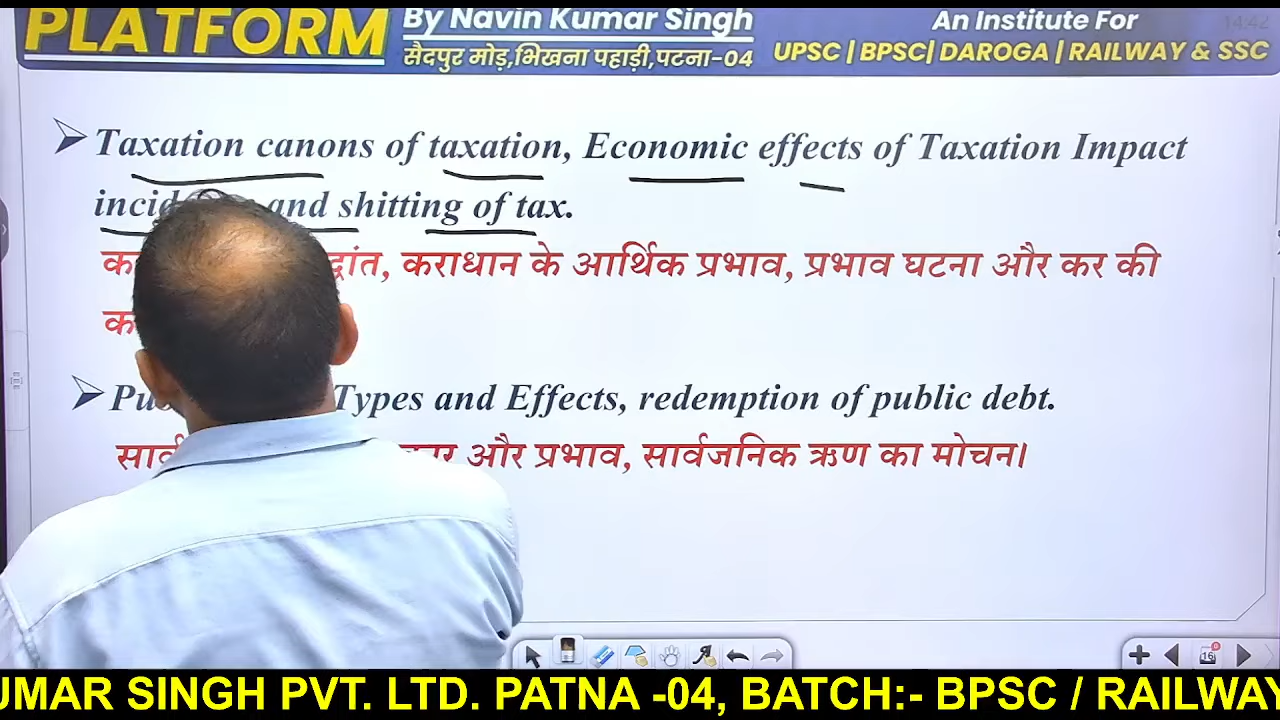 PLATFORM
By Navin Kumar Singh
सैदपुर मोड़,भिखना पहाड़ी,पटना-04
An Institute For
UPSC | BPSC| DAROGA | RAILWAY & SSC
14:42
Taxation canons of taxation, Economic effects of Taxation Impact
and shitting of tax.
कराधान के आर्थिक प्रभाव, प्रभाव घटना और कर की
Types and Effects, redemption of public debt.
और प्रभाव, सार्वजनिक ऋण का मोचन।
16
UMAR SINGH PVT. LTD. PATNA -04, BATCH:- BPSC / RAILWAY